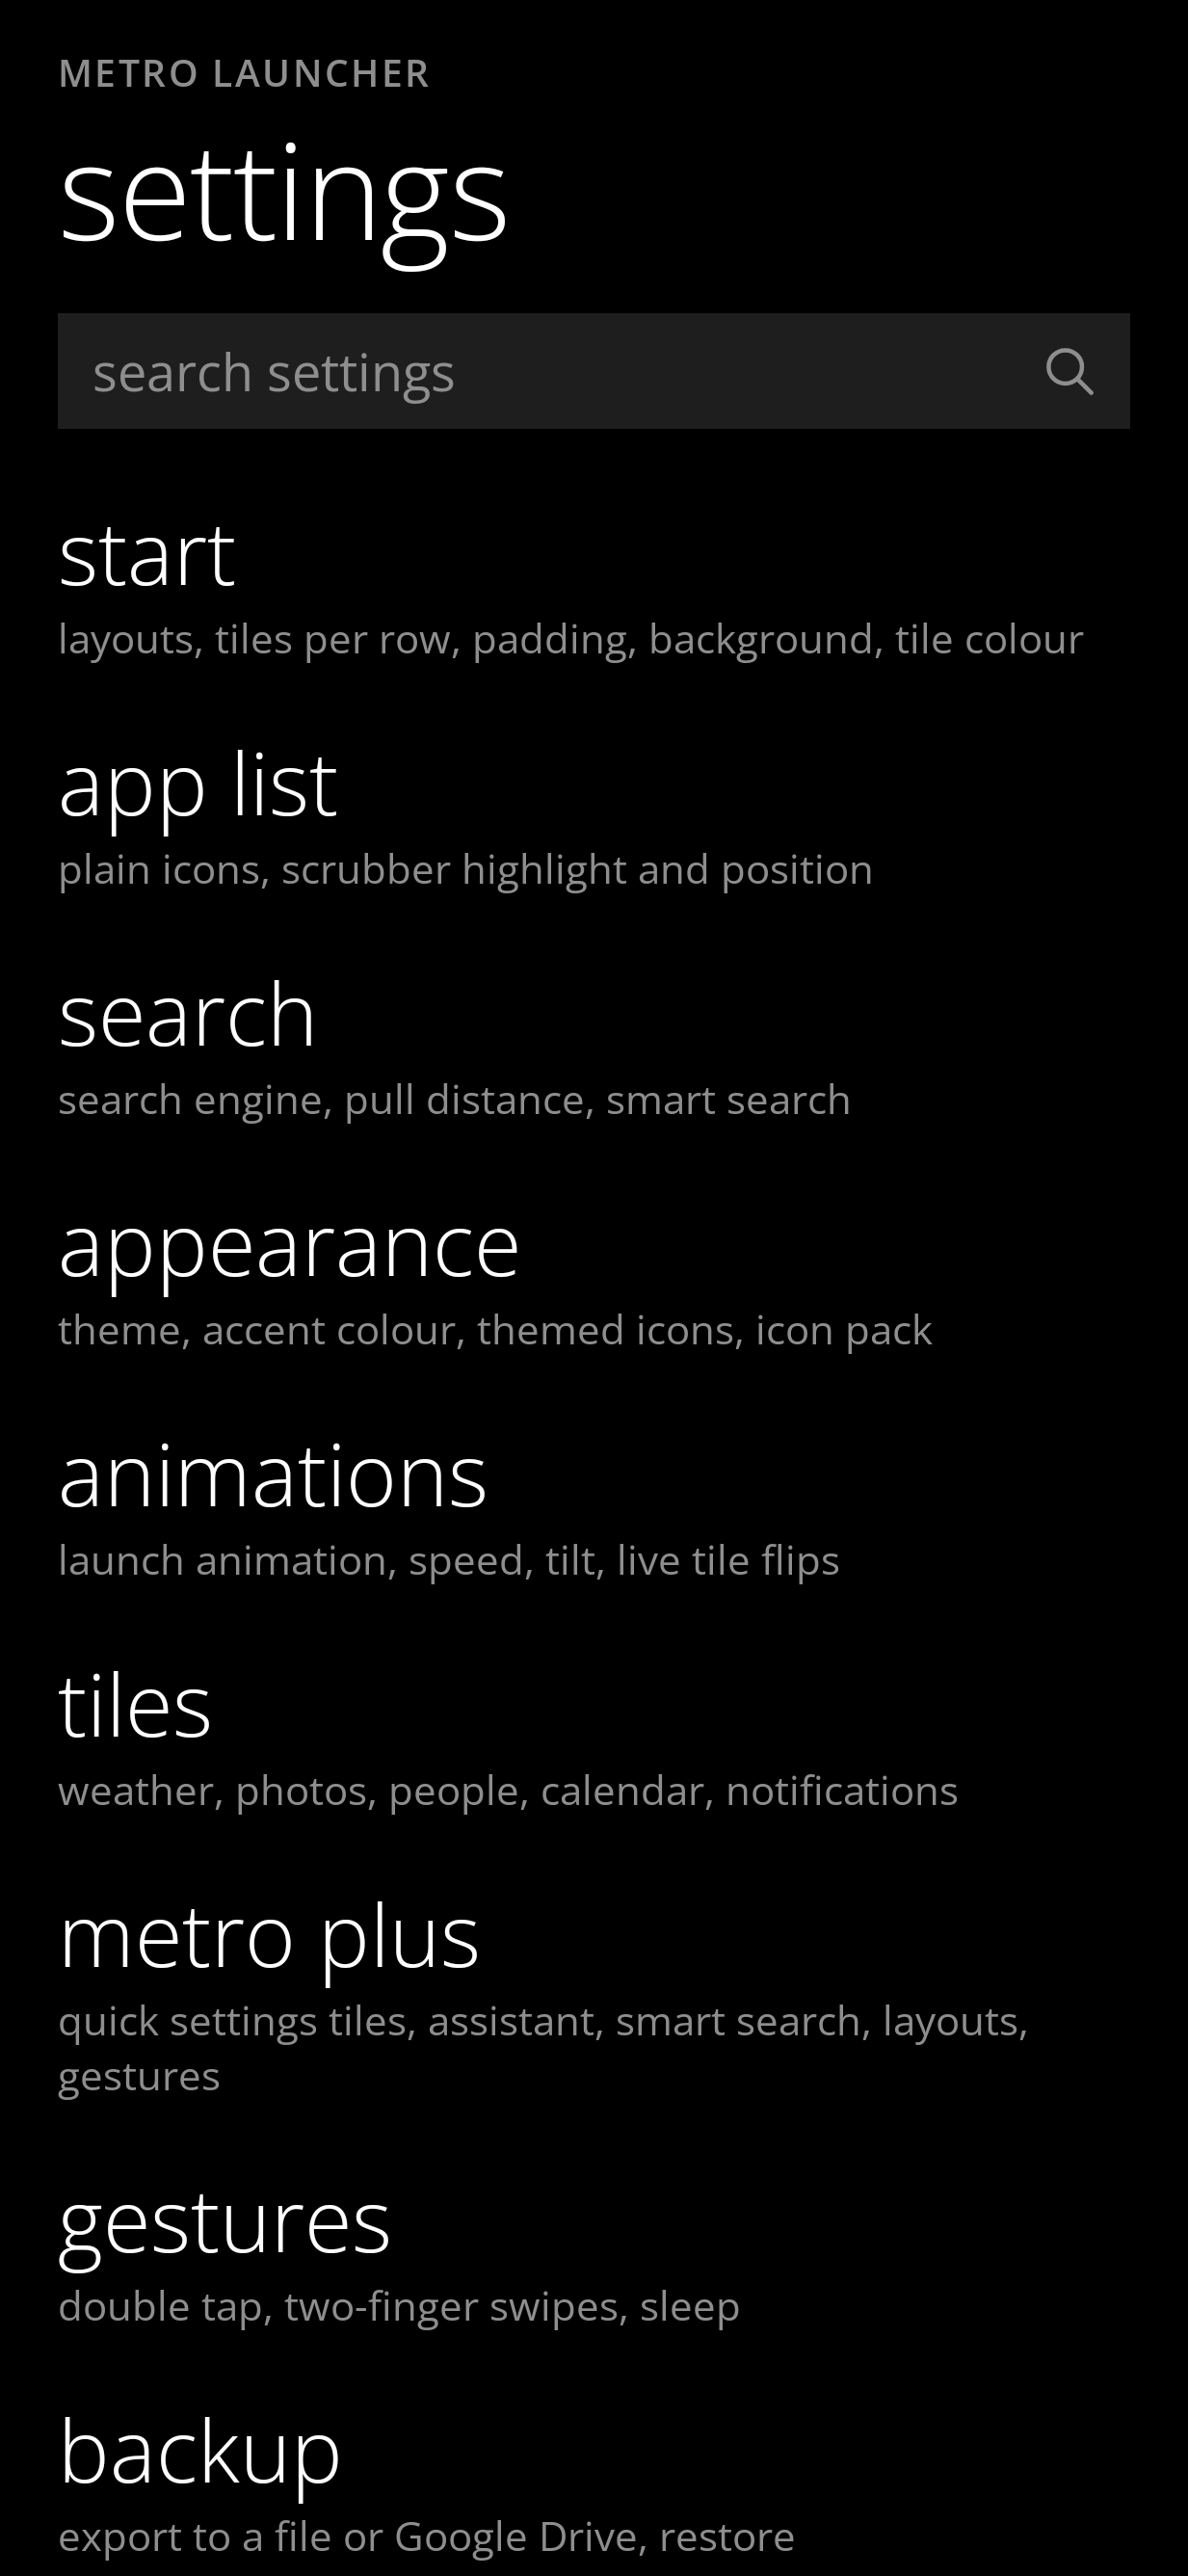 METRO LAUNCHER
settings
search settings
start
layouts, tiles per row, padding, background, tile colour
app list
plain icons, scrubber highlight and position
search
search engine, pull distance, smart search
appearance
theme, accent colour, themed icons, icon pack
animations
launch animation, speed, tilt, live tile flips
tiles
weather, photos, people, calendar, notifications
metro plus
quick settings tiles, assistant, smart search, layouts,
gestures
gestures
double tap, two-finger swipes, sleep
backup
export to a file or Google Drive, restore